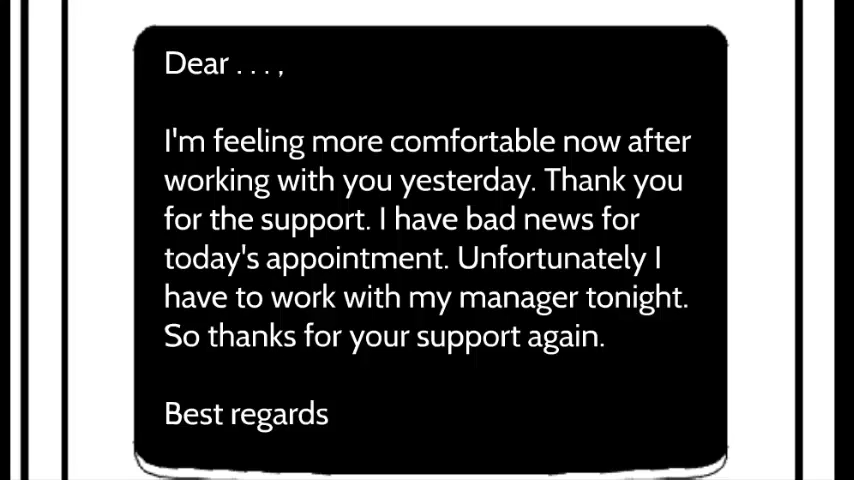 Dear . . . ,
I'm feeling more comfortable now after
working with you yesterday. Thank you
for the support. I have bad news for
today's appointment. Unfortunately I
have to work with my manager tonight.
So thanks for your support again.
Best regards